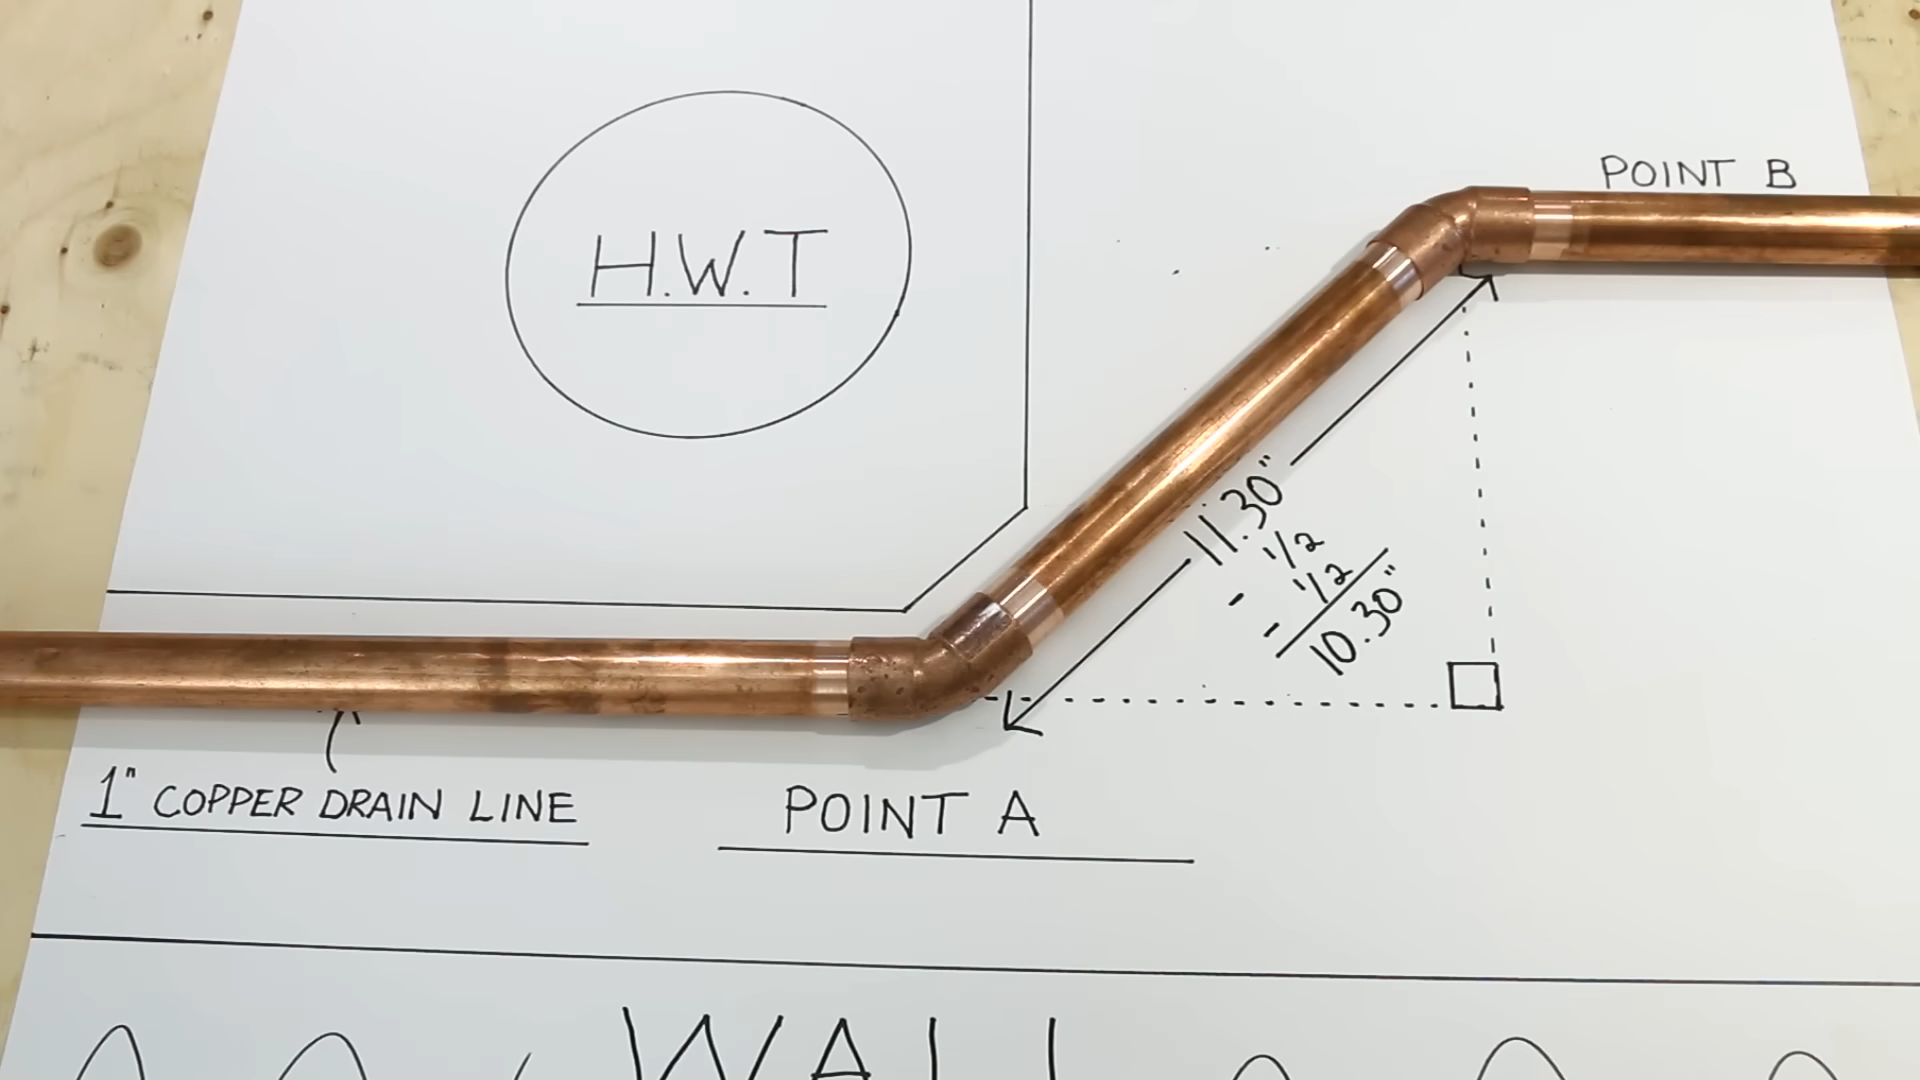 H.W.T
POINT B
11.30"
- 1/2
- 1/2
10.30"
1" COPPER DRAIN LINE
POINT A
WALL